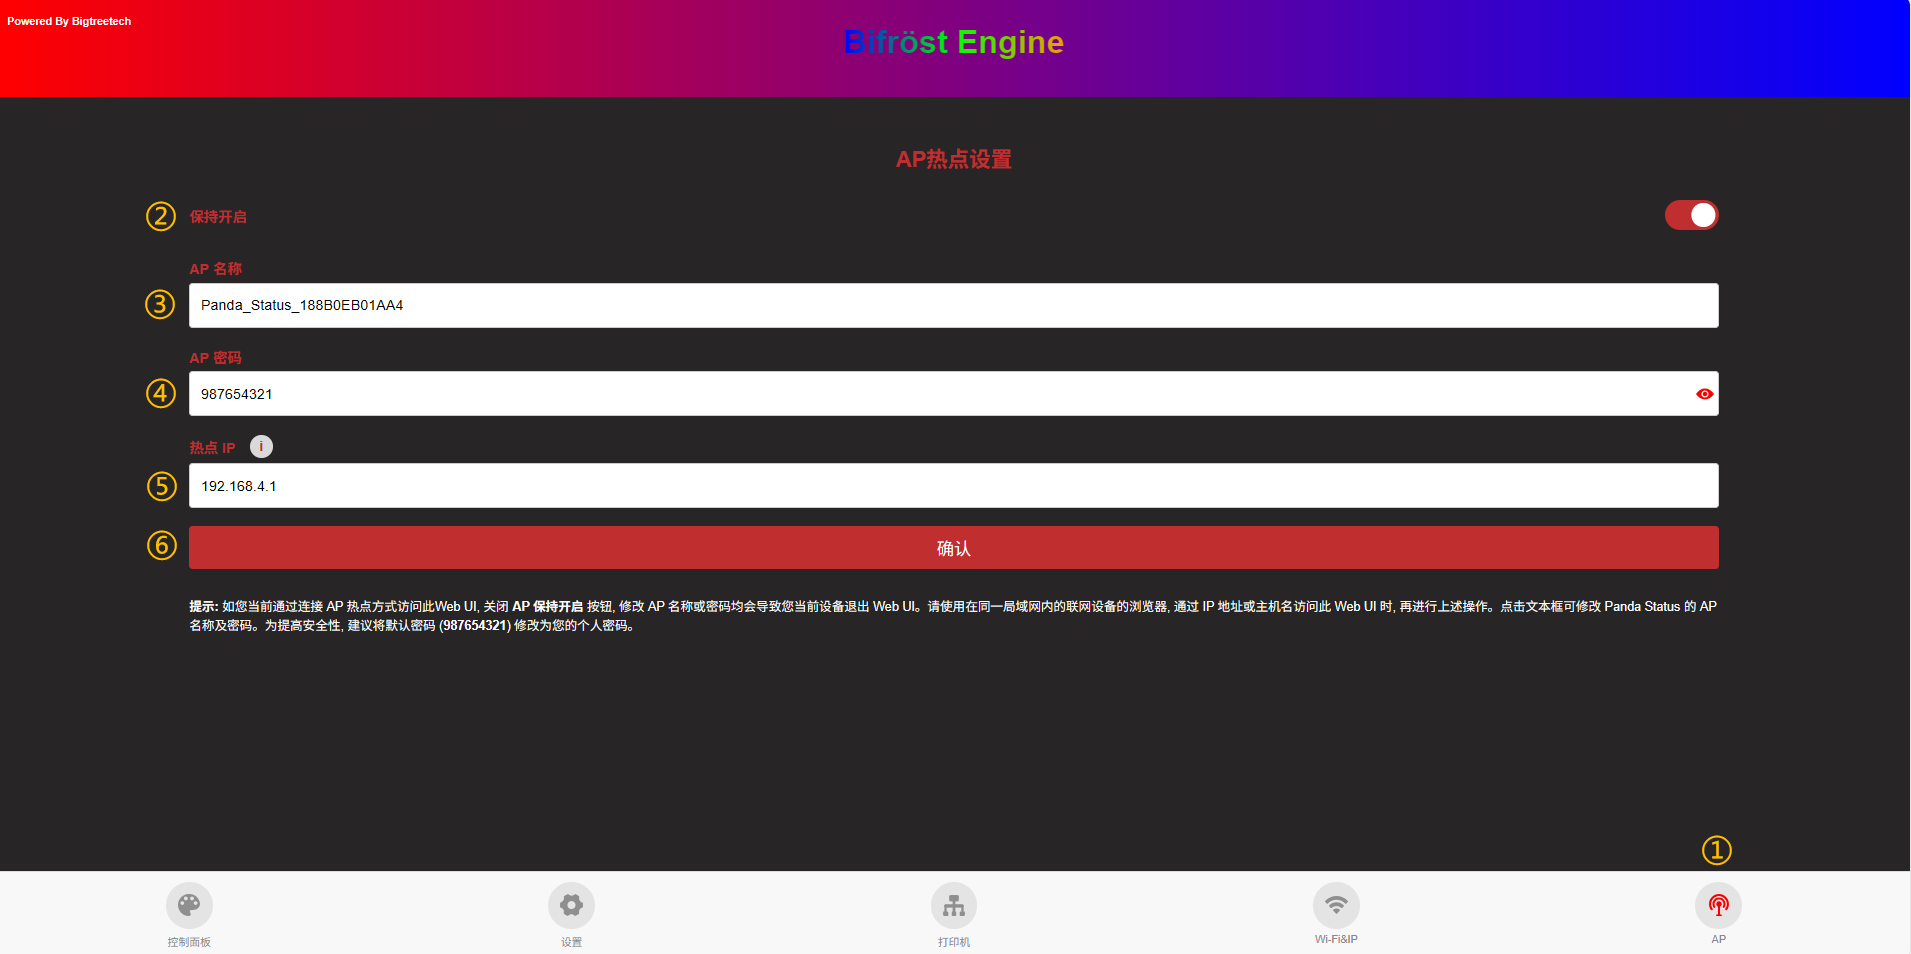 Powered By Bigtreetech
Bifröst Engine
AP热点设置
② 保持开启
AP 名称
③ Panda_Status_188B0EB01AA4
AP 密码
④ 987654321
热点 IP i
⑤ 192.168.4.1
⑥ 确认
提示: 如您当前通过连接 AP 热点方式访问此Web UI, 关闭 AP 保持开启 按钮, 修改 AP 名称或密码均会导致您当前设备退出 Web UI。请使用在同一局域网内的联网设备的浏览器, 通过 IP 地址或主机名访问此 Web UI 时, 再进行上述操作。点击文本框可修改 Panda Status 的 AP
名称及密码。为提高安全性, 建议将默认密码 (987654321) 修改为您的个人密码。
①
控制面板 设置 打印机 Wi-Fi&IP AP